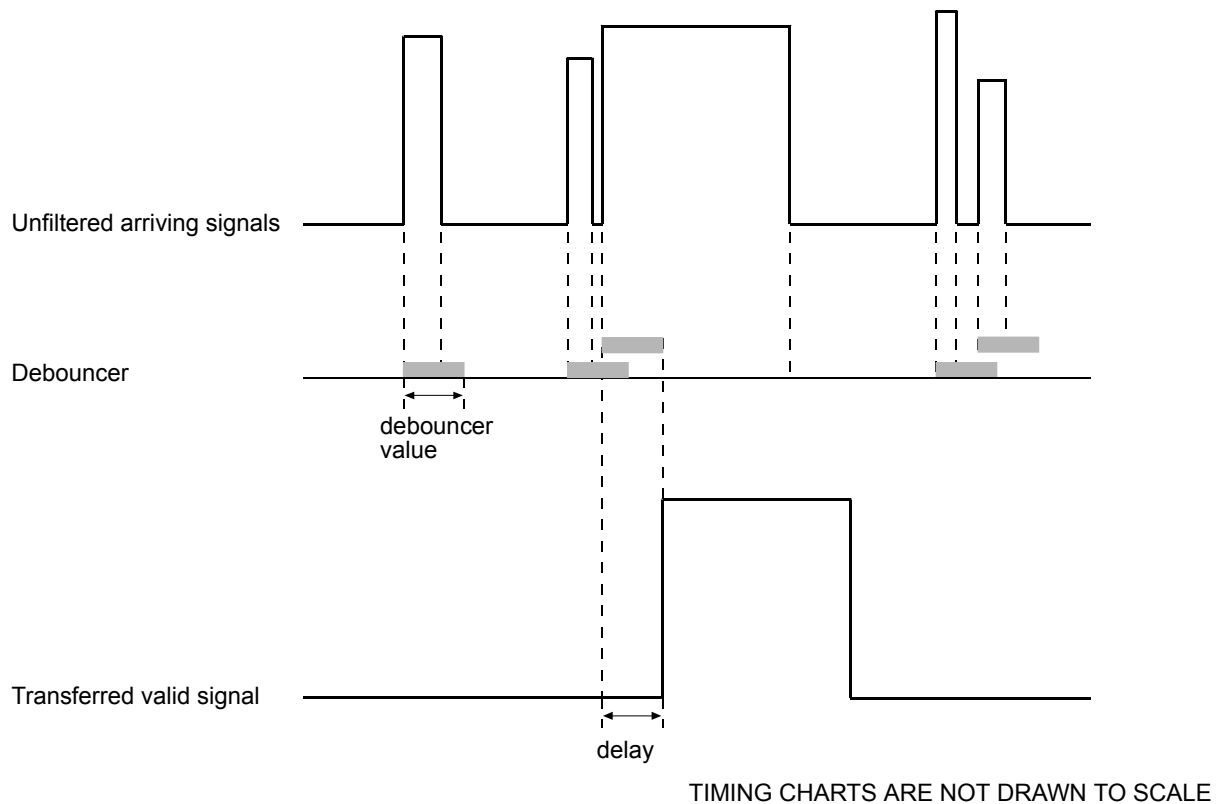 Unfiltered arriving signals
Debouncer
debouncer
value
Transferred valid signal
delay
TIMING CHARTS ARE NOT DRAWN TO SCALE